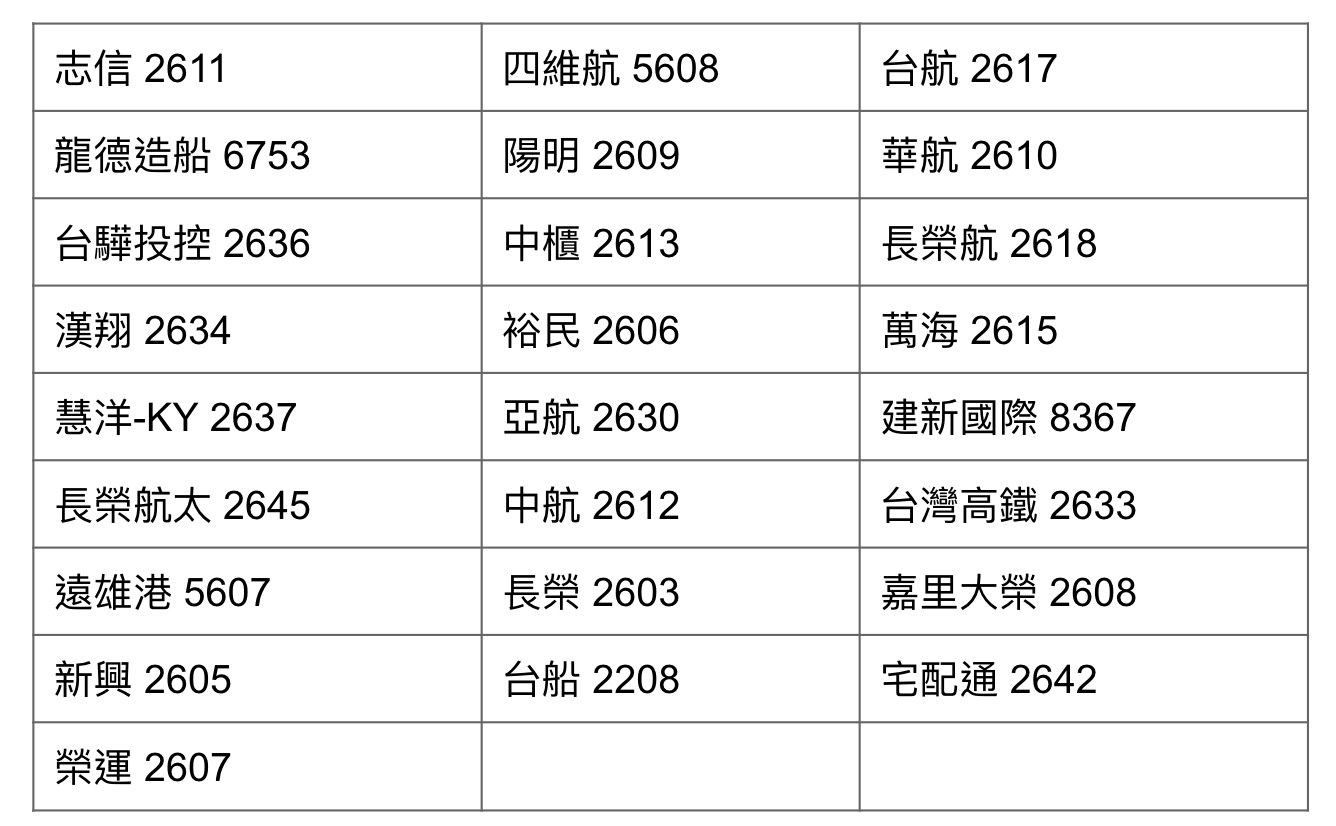 志信 2611 四維航 5608 台航 2617
龍德造船 6753 陽明 2609 華航 2610
台驊投控 2636 中櫃 2613 長榮航 2618
漢翔 2634 裕民 2606 萬海 2615
慧洋-KY 2637 亞航 2630 建新國際 8367
長榮航太 2645 中航 2612 台灣高鐵 2633
遠雄港 5607 長榮 2603 嘉里大榮 2608
新興 2605 台船 2208 宅配通 2642
榮運 2607